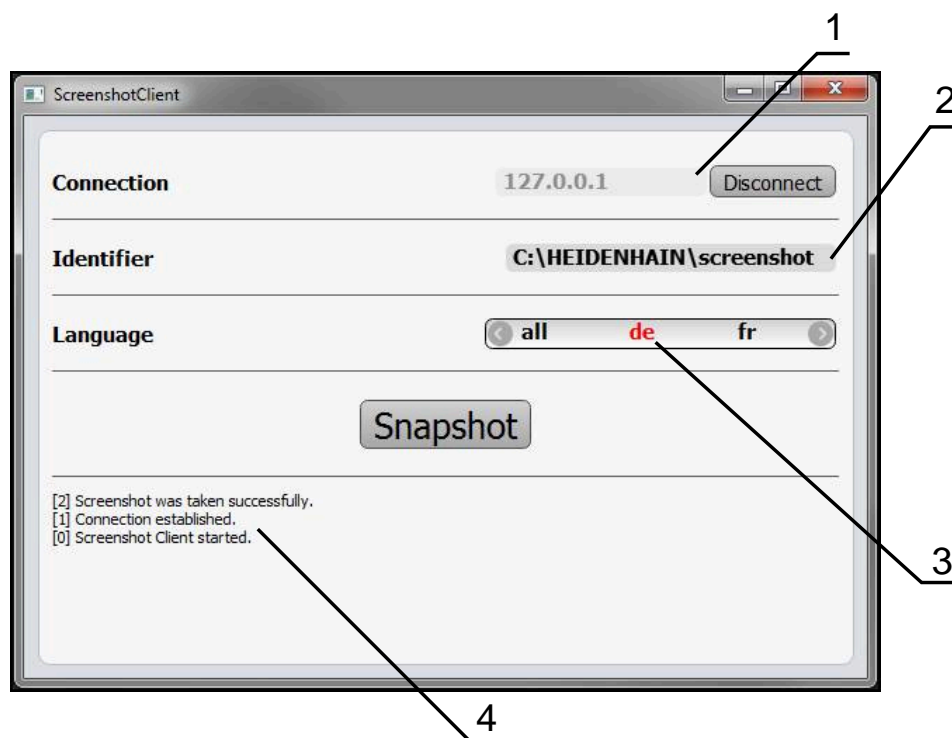 1
ScreenshotClient
2
Connection 127.0.0.1 Disconnect
Identifier C:\HEIDENHAIN\screenshot
Language all de fr
Snapshot
[2] Screenshot was taken successfully.
[1] Connection established.
[0] Screenshot Client started.
3
4